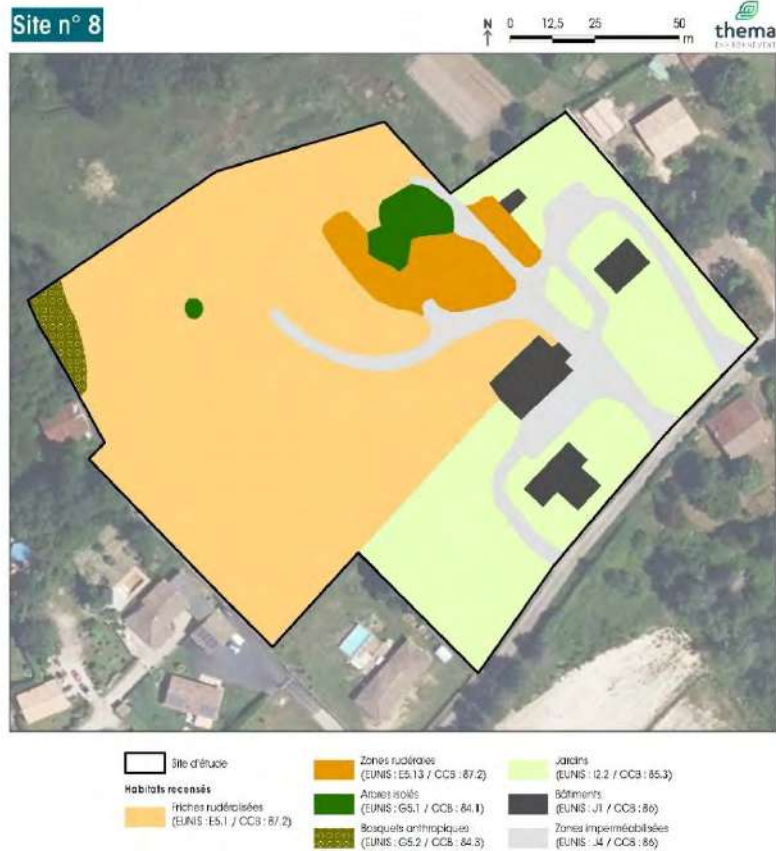 Site n° 8
N 0 12,5 25 50
m
thema
ENVIRONNEMENT
Site d'étude
Habitats recensés
Friches rudéralisées
(EUNIS : E5.1 / CCB : 87.2)
Zones rudérales
(EUNIS : E5.13 / CCB : 87.2)
Arbres isolés
(EUNIS : G5.1 / CCB : 84.1)
Bosquets anthropiques
(EUNIS : G5.2 / CCB : 84.3)
Jardins
(EUNIS : I2.2 / CCB : 85.3)
Bâtiments
(EUNIS : J1 / CCB : 86)
Zones imperméabilisées
(EUNIS : J4 / CCB : 86)